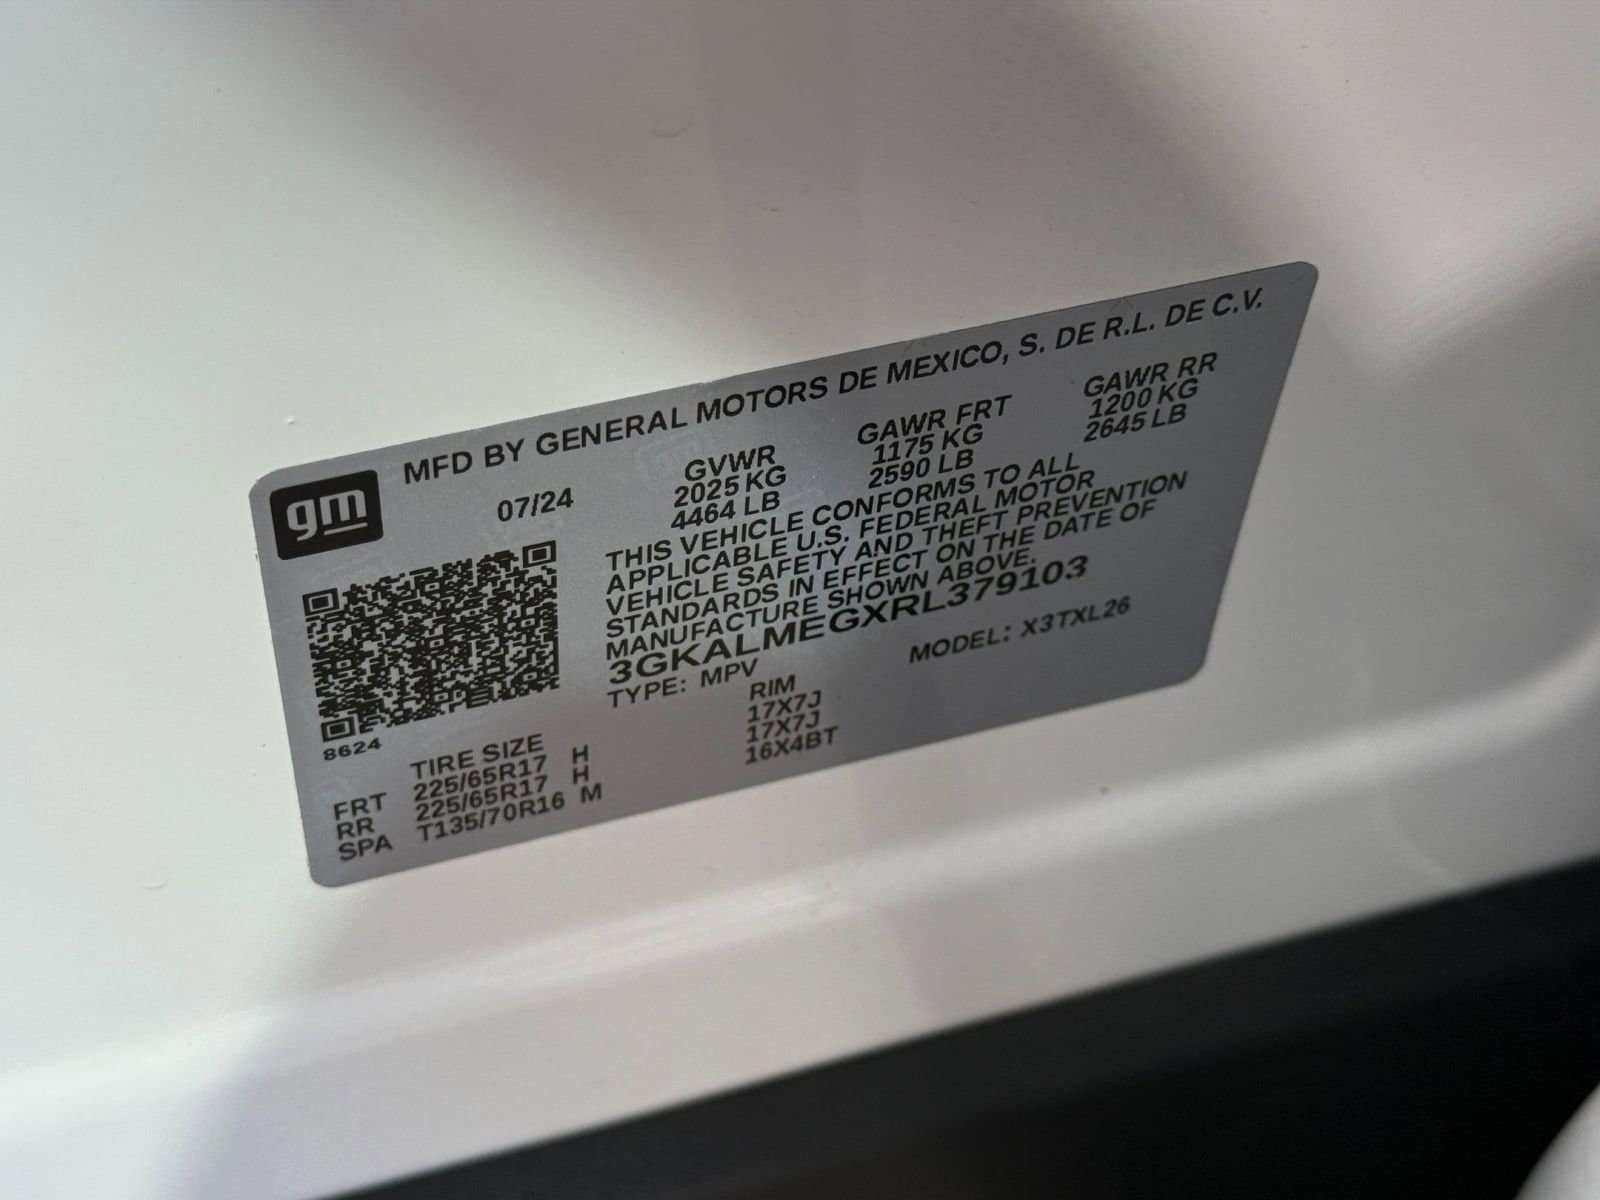 gm
MFD BY GENERAL MOTORS DE MEXICO, S. DE R.L. DE C.V.
07/24 GVWR GAWR FRT GAWR RR
2025 KG 1175 KG 1200 KG
4464 LB 2590 LB 2645 LB
THIS VEHICLE CONFORMS TO ALL
APPLICABLE U.S. FEDERAL MOTOR
VEHICLE SAFETY AND THEFT PREVENTION
STANDARDS IN EFFECT ON THE DATE OF
MANUFACTURE SHOWN ABOVE.
3GKALMEGXRL379103
TYPE: MPV MODEL: X3TXL26
8624
TIRE SIZE RIM
FRT 225/65R17 H 17X7J
RR 225/65R17 H 17X7J
SPA T135/70R16 M 16X4BT